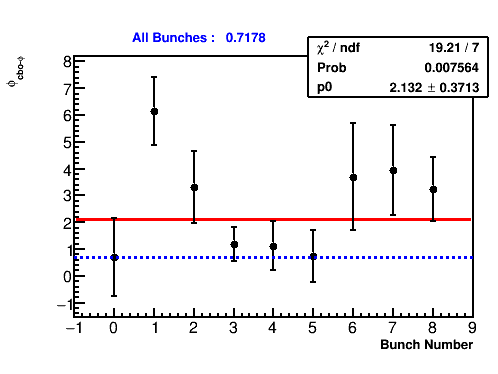 All Bunches : 0.7178
χ² / ndf 19.21 / 7
Prob 0.007564
p0 2.132 ± 0.3713
ϕcbo-ϕ
8
7
6
5
4
3
2
1
0
−1
−1 0 1 2 3 4 5 6 7 8 9
Bunch Number